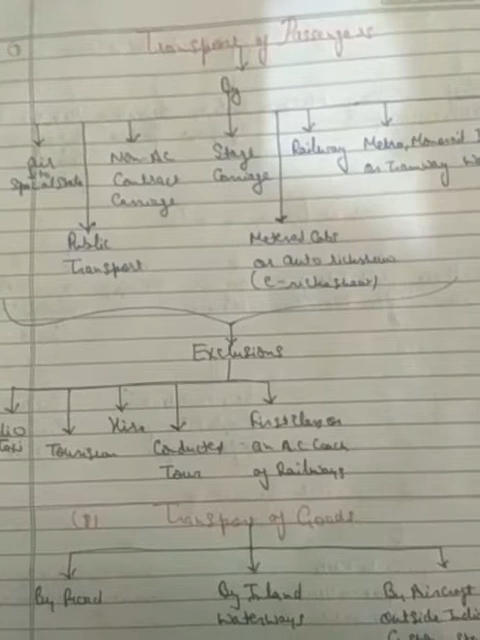 Transport of Passengers
By
Air Non AC Stage Railway Metro, Monorail
to Special State Contract Carriage or Tramway
Carriage
Public Metered Cabs
Transport or auto rickshaw
(e-rickshaw)
Exclusions
Hire First Class or
Taxi Tourism Conducted an A.C Coach
Tour of Railways
(8) Transport of Goods
By Road By Inland By Aircraft
Waterways outside